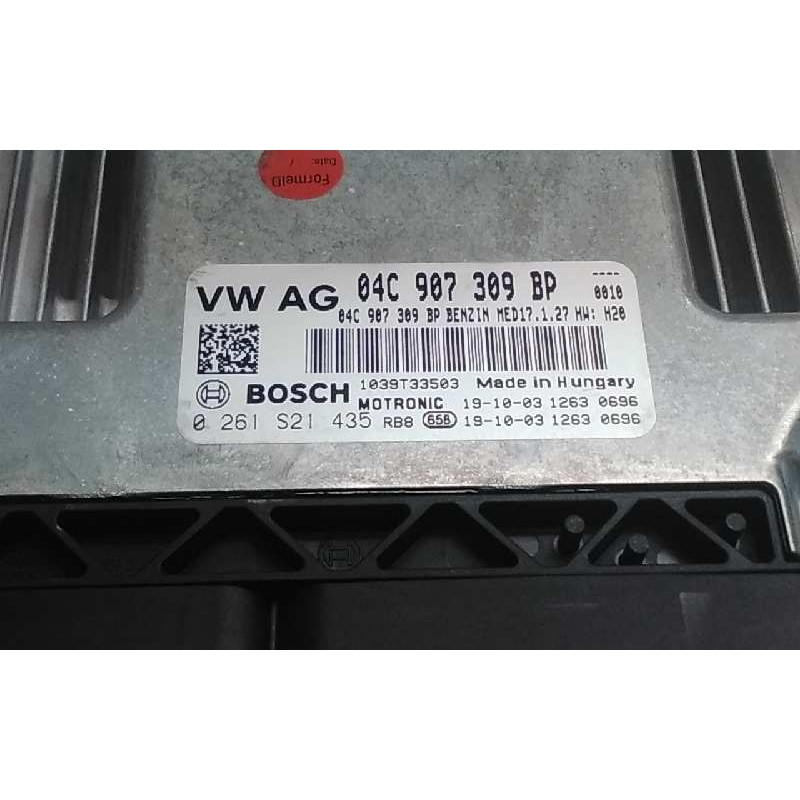 FormelD
Date: /
VW AG 04C 907 309 BP ----
0010
04C 907 309 BP BENZIN MED17.1.27 HW: H20
BOSCH 1039T33503 Made in Hungary
MOTRONIC 19-10-03 1263 0696
0 261 S21 435 RB8 65B 19-10-03 1263 0696